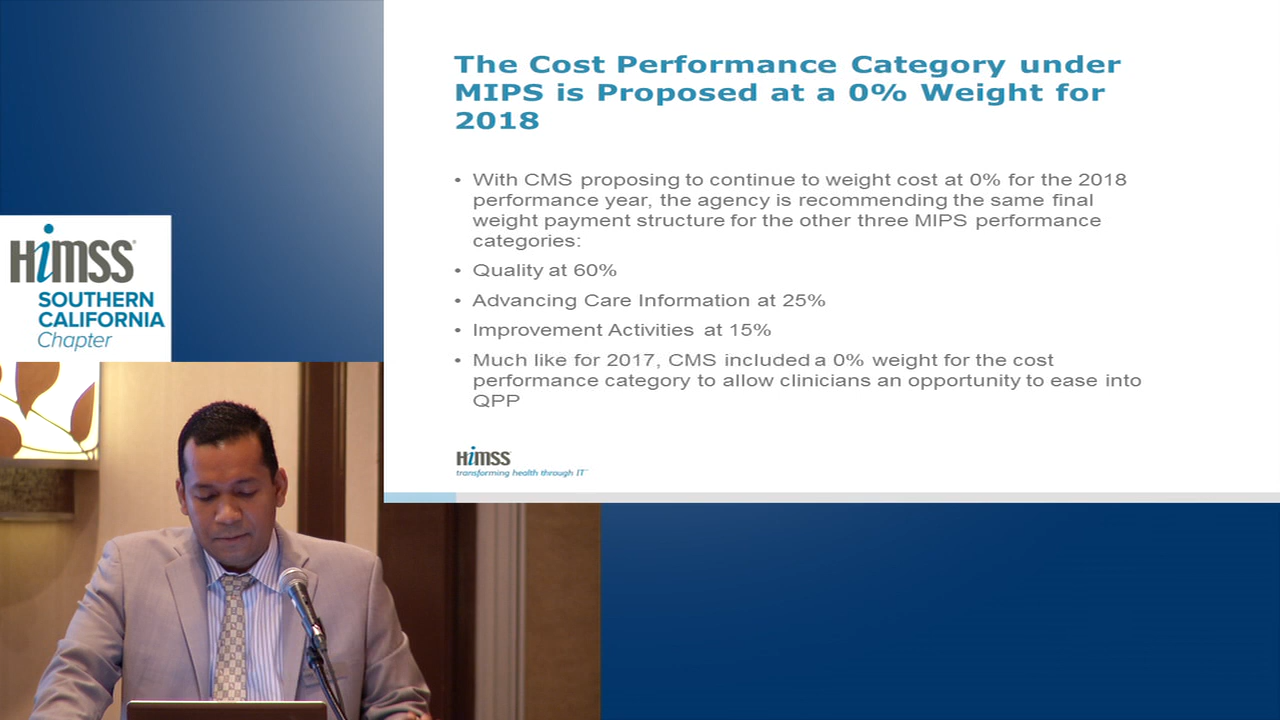 The Cost Performance Category under
MIPS is Proposed at a 0% Weight for
2018
• With CMS proposing to continue to weight cost at 0% for the 2018
performance year, the agency is recommending the same final
weight payment structure for the other three MIPS performance
categories:
• Quality at 60%
• Advancing Care Information at 25%
• Improvement Activities at 15%
• Much like for 2017, CMS included a 0% weight for the cost
performance category to allow clinicians an opportunity to ease into
QPP
HiMSS
transforming health through IT™
HiMSS®
SOUTHERN
CALIFORNIA
Chapter